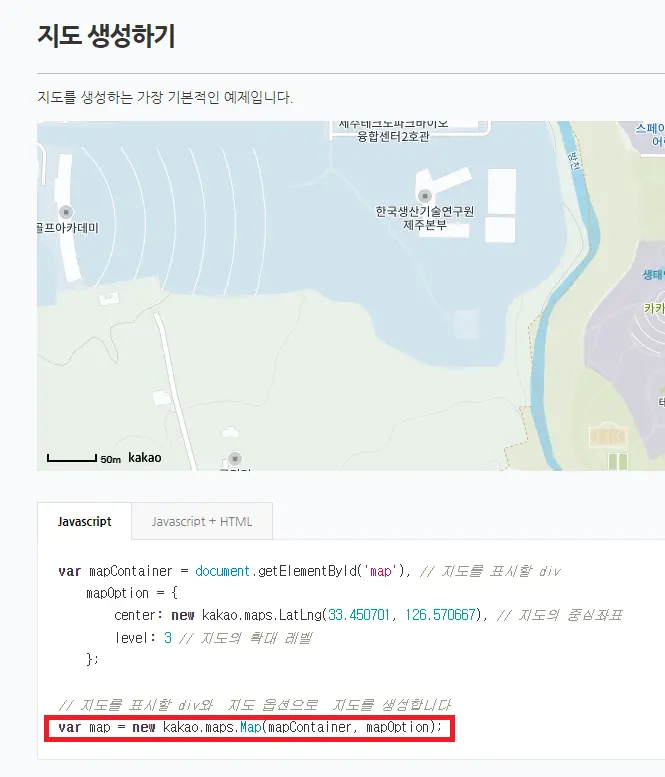 지도 생성하기
지도를 생성하는 가장 기본적인 예제입니다.
제주테크노파크바이오
융합센터2호관
스페이
어린
방천
골프아카데미
한국생산기술연구원
제주본부
생태
카카
테
50m kakao
Javascript
Javascript + HTML
var mapContainer = document.getElementById('map'), // 지도를 표시할 div
mapOption = {
center: new kakao.maps.LatLng(33.450701, 126.570667), // 지도의 중심좌표
level: 3 // 지도의 확대 레벨
};
// 지도를 표시할 div와  지도 옵션으로  지도를 생성합니다
var map = new kakao.maps.Map(mapContainer, mapOption);